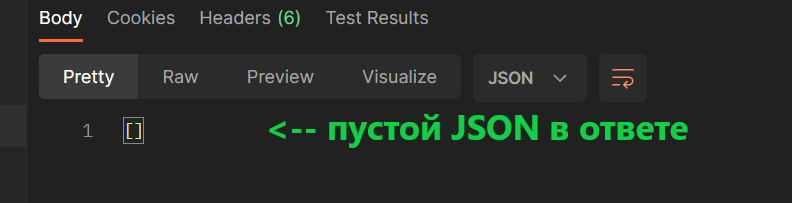 Body Cookies Headers (6) Test Results
Pretty Raw Preview Visualize JSON
1 [] <-- пустой JSON в ответе